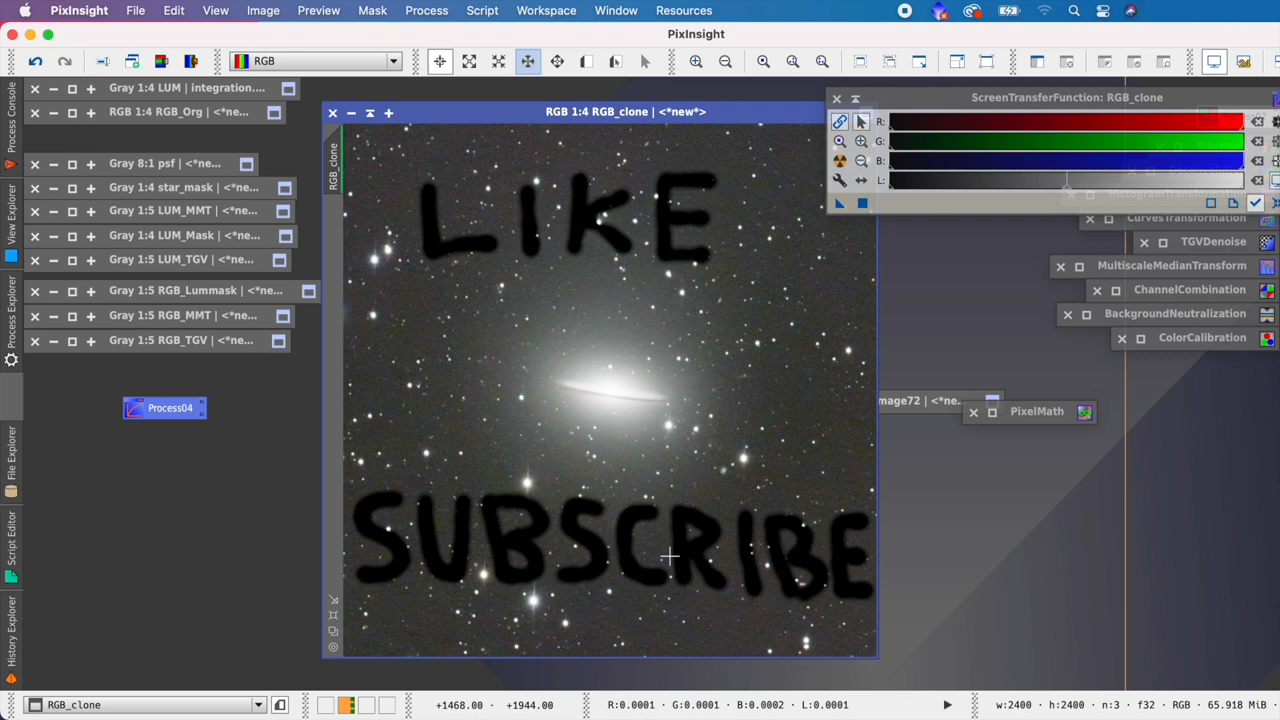 PixInsight File Edit View Image Preview Mask Process Script Workspace Window Resources
PixInsight
RGB
Process Console
View Explorer
Process Explorer
File Explorer
Script Editor
History Explorer
Gray 1:4 LUM | integration....
RGB 1:4 RGB_Org | <*new...
Gray 8:1 psf | <*ne...
Gray 1:4 star_mask | <*ne...
Gray 1:5 LUM_MMT | <*ne...
Gray 1:4 LUM_Mask | <*ne...
Gray 1:5 LUM_TGV | <*ne...
Gray 1:5 RGB_Lummask | <*ne...
Gray 1:5 RGB_MMT | <*ne...
Gray 1:5 RGB_TGV | <*ne...
Process04
RGB 1:4 RGB_clone | <*new*>
RGB_clone
LIKE
SUBSCRIBE
ScreenTransferFunction: RGB_clone
R:
G:
B:
L:
HistogramTransformation
CurvesTransformation
TGVDenoise
MultiscaleMedianTransform
ChannelCombination
BackgroundNeutralization
ColorCalibration
mage72 | <*ne...
PixelMath
RGB_clone
+1468.00 +1944.00
R:0.0001 G:0.0001 B:0.0002 L:0.0001
w:2400 h:2400 n:3 f32 RGB 65.918 MiB